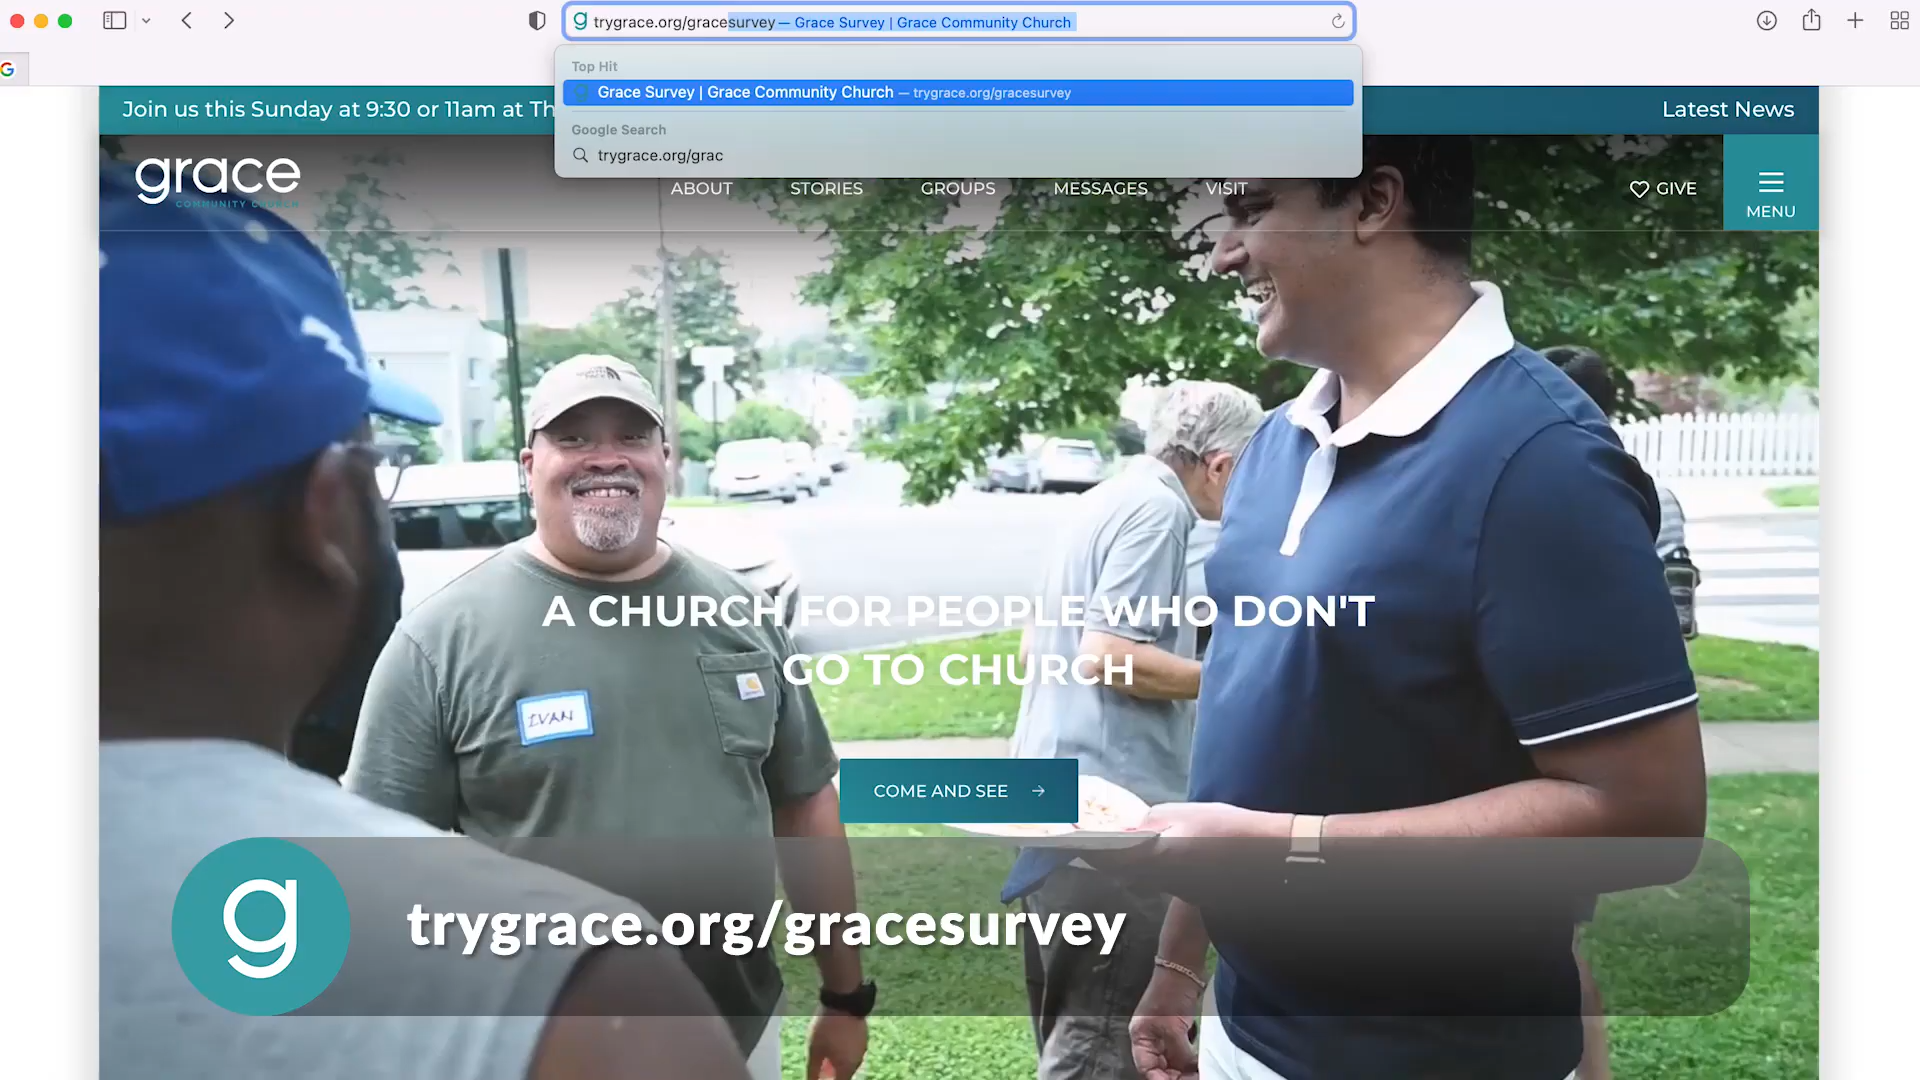 trygrace.org/gracesurvey — Grace Survey | Grace Community Church
Top Hit
Grace Survey | Grace Community Church — trygrace.org/gracesurvey
Google Search
trygrace.org/grac
Join us this Sunday at 9:30 or 11am at Th
Latest News
grace
COMMUNITY CHURCH
ABOUT
STORIES
GROUPS
MESSAGES
VISIT
GIVE
MENU
A CHURCH FOR PEOPLE WHO DON'T
GO TO CHURCH
IVAN
COME AND SEE
g
trygrace.org/gracesurvey